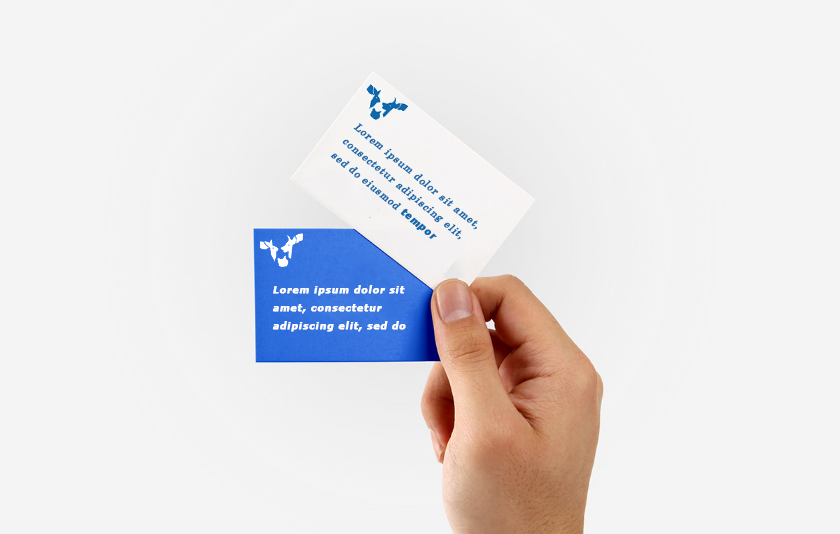 Lorem ipsum dolor sit amet,
consectetur adipiscing elit,
sed do eiusmod tempor
Lorem ipsum dolor sit
amet, consectetur
adipiscing elit, sed do